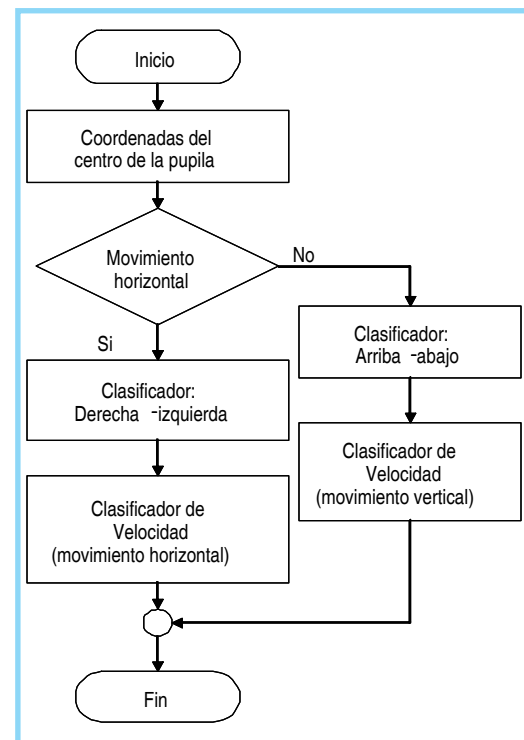 Inicio
Coordenadas del
centro de la pupila
Movimiento
horizontal
No
Si
Clasificador:
Arriba -abajo
Clasificador:
Derecha -izquierda
Clasificador de
Velocidad
(movimiento vertical)
Clasificador de
Velocidad
(movimiento horizontal)
Fin